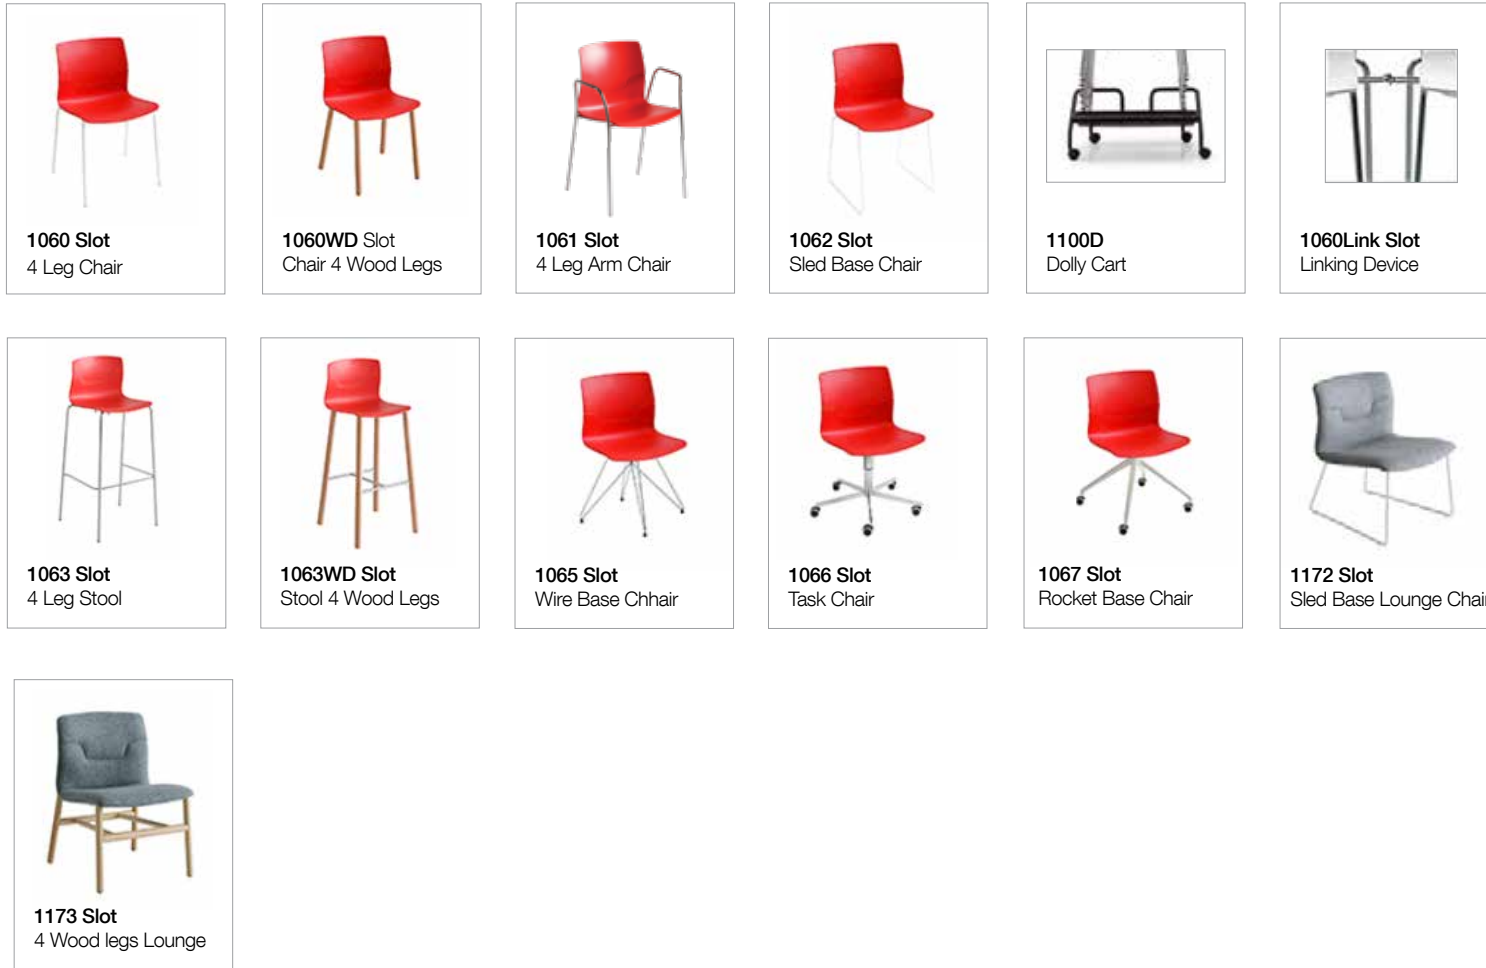 1060 Slot
4 Leg Chair
1060WD Slot
Chair 4 Wood Legs
1061 Slot
4 Leg Arm Chair
1062 Slot
Sled Base Chair
1100D
Dolly Cart
1060Link Slot
Linking Device
1063 Slot
4 Leg Stool
1063WD Slot
Stool 4 Wood Legs
1065 Slot
Wire Base Chhair
1066 Slot
Task Chair
1067 Slot
Rocket Base Chair
1172 Slot
Sled Base Lounge Chair
1173 Slot
4 Wood legs Lounge